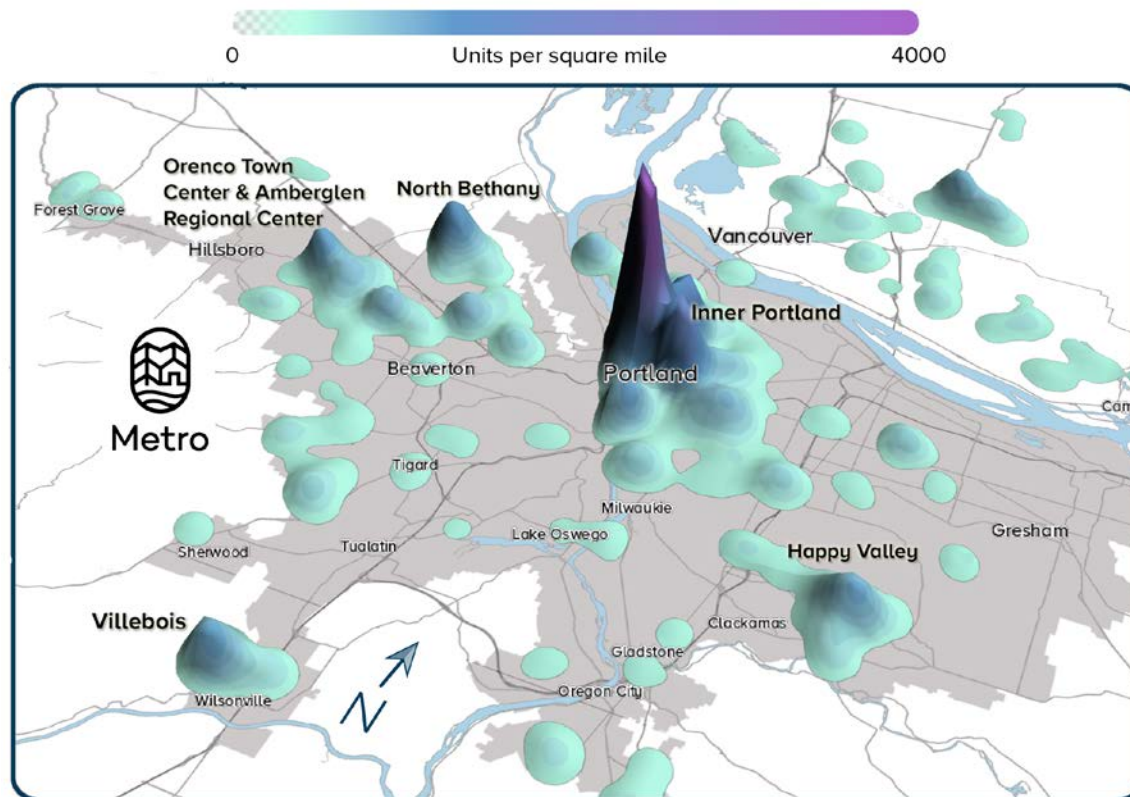 0 Units per square mile 4000
Orenco Town
Center & Amberglen
Regional Center
North Bethany
Forest Grove
Hillsboro
Vancouver
Inner Portland
Beaverton
Portland
Metro
Tigard
Milwaukie
Lake Oswego
Gresham
Sherwood
Tualatin
Happy Valley
Villebois
Clackamas
Gladstone
Wilsonville
Oregon City
N
Cam